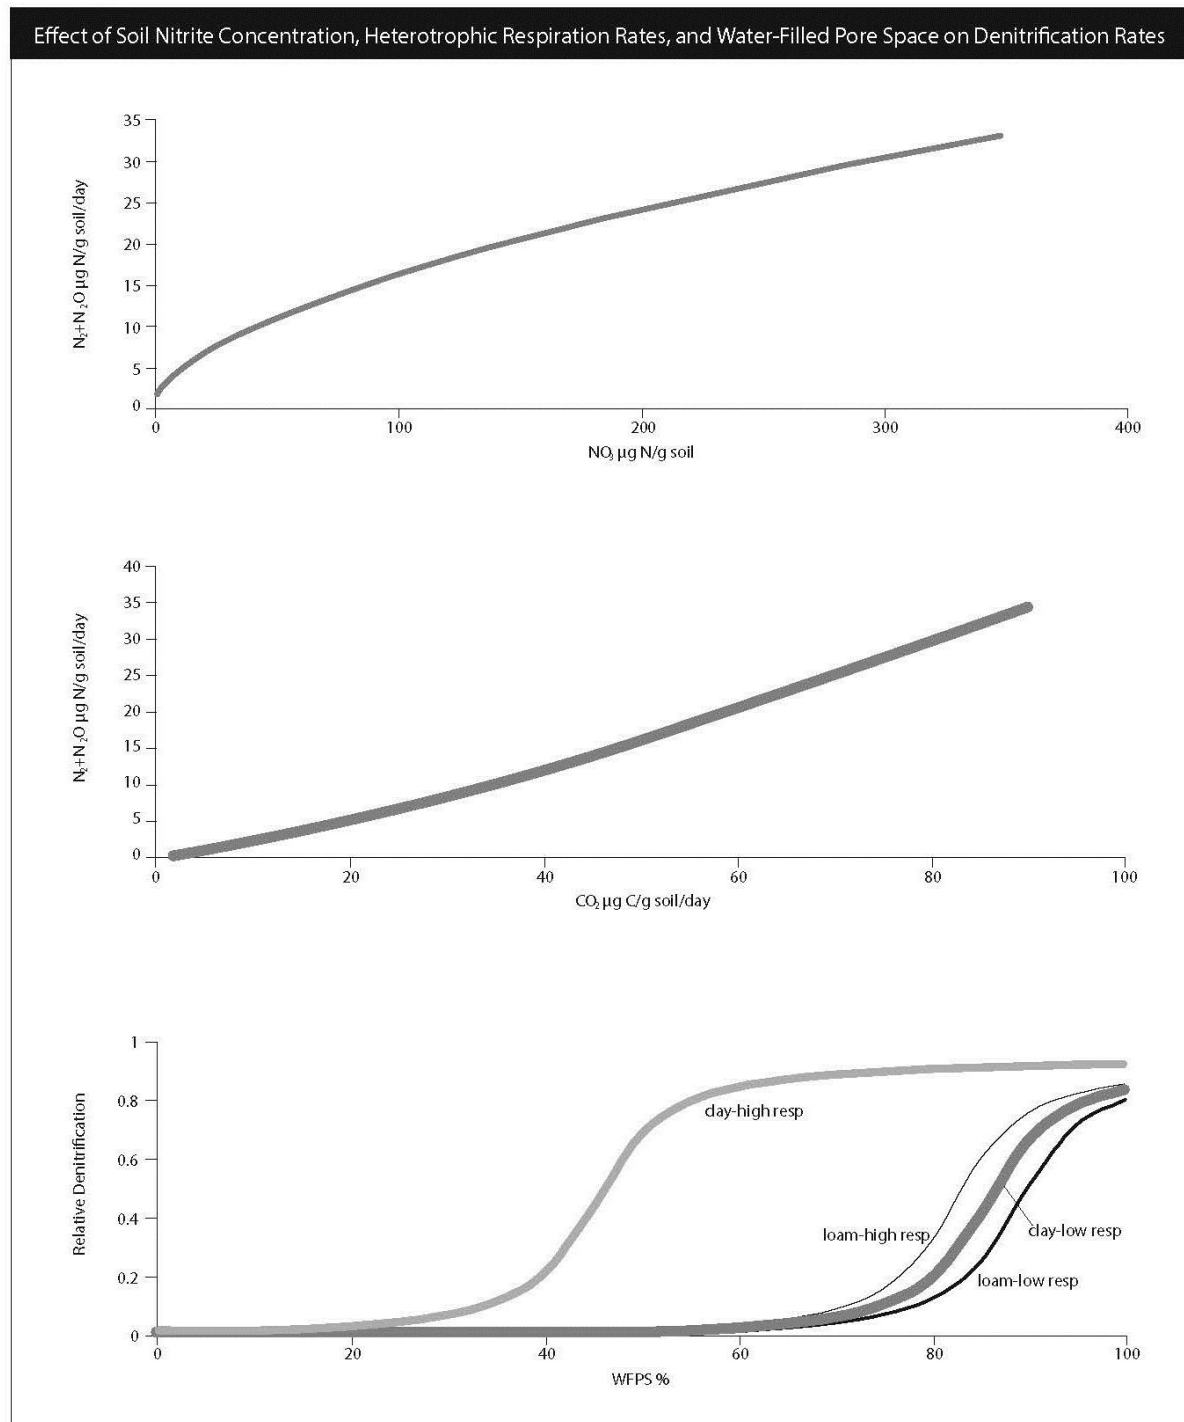 Effect of Soil Nitrite Concentration, Heterotrophic Respiration Rates, and Water-Filled Pore Space on Denitrification Rates
35
30
25
20
15
10
5
0
N₂+N₂O µg N/g soil/day
0 100 200 300 400
NO₃ µg N/g soil
40
35
30
25
20
15
10
5
0
N₂+N₂O µg N/g soil/day
0 20 40 60 80 100
CO₂ µg C/g soil/day
1
0.8
0.6
0.4
0.2
0
Relative Denitrification
clay-high resp
loam-high resp
clay-low resp
loam-low resp
0 20 40 60 80 100
WFPS %